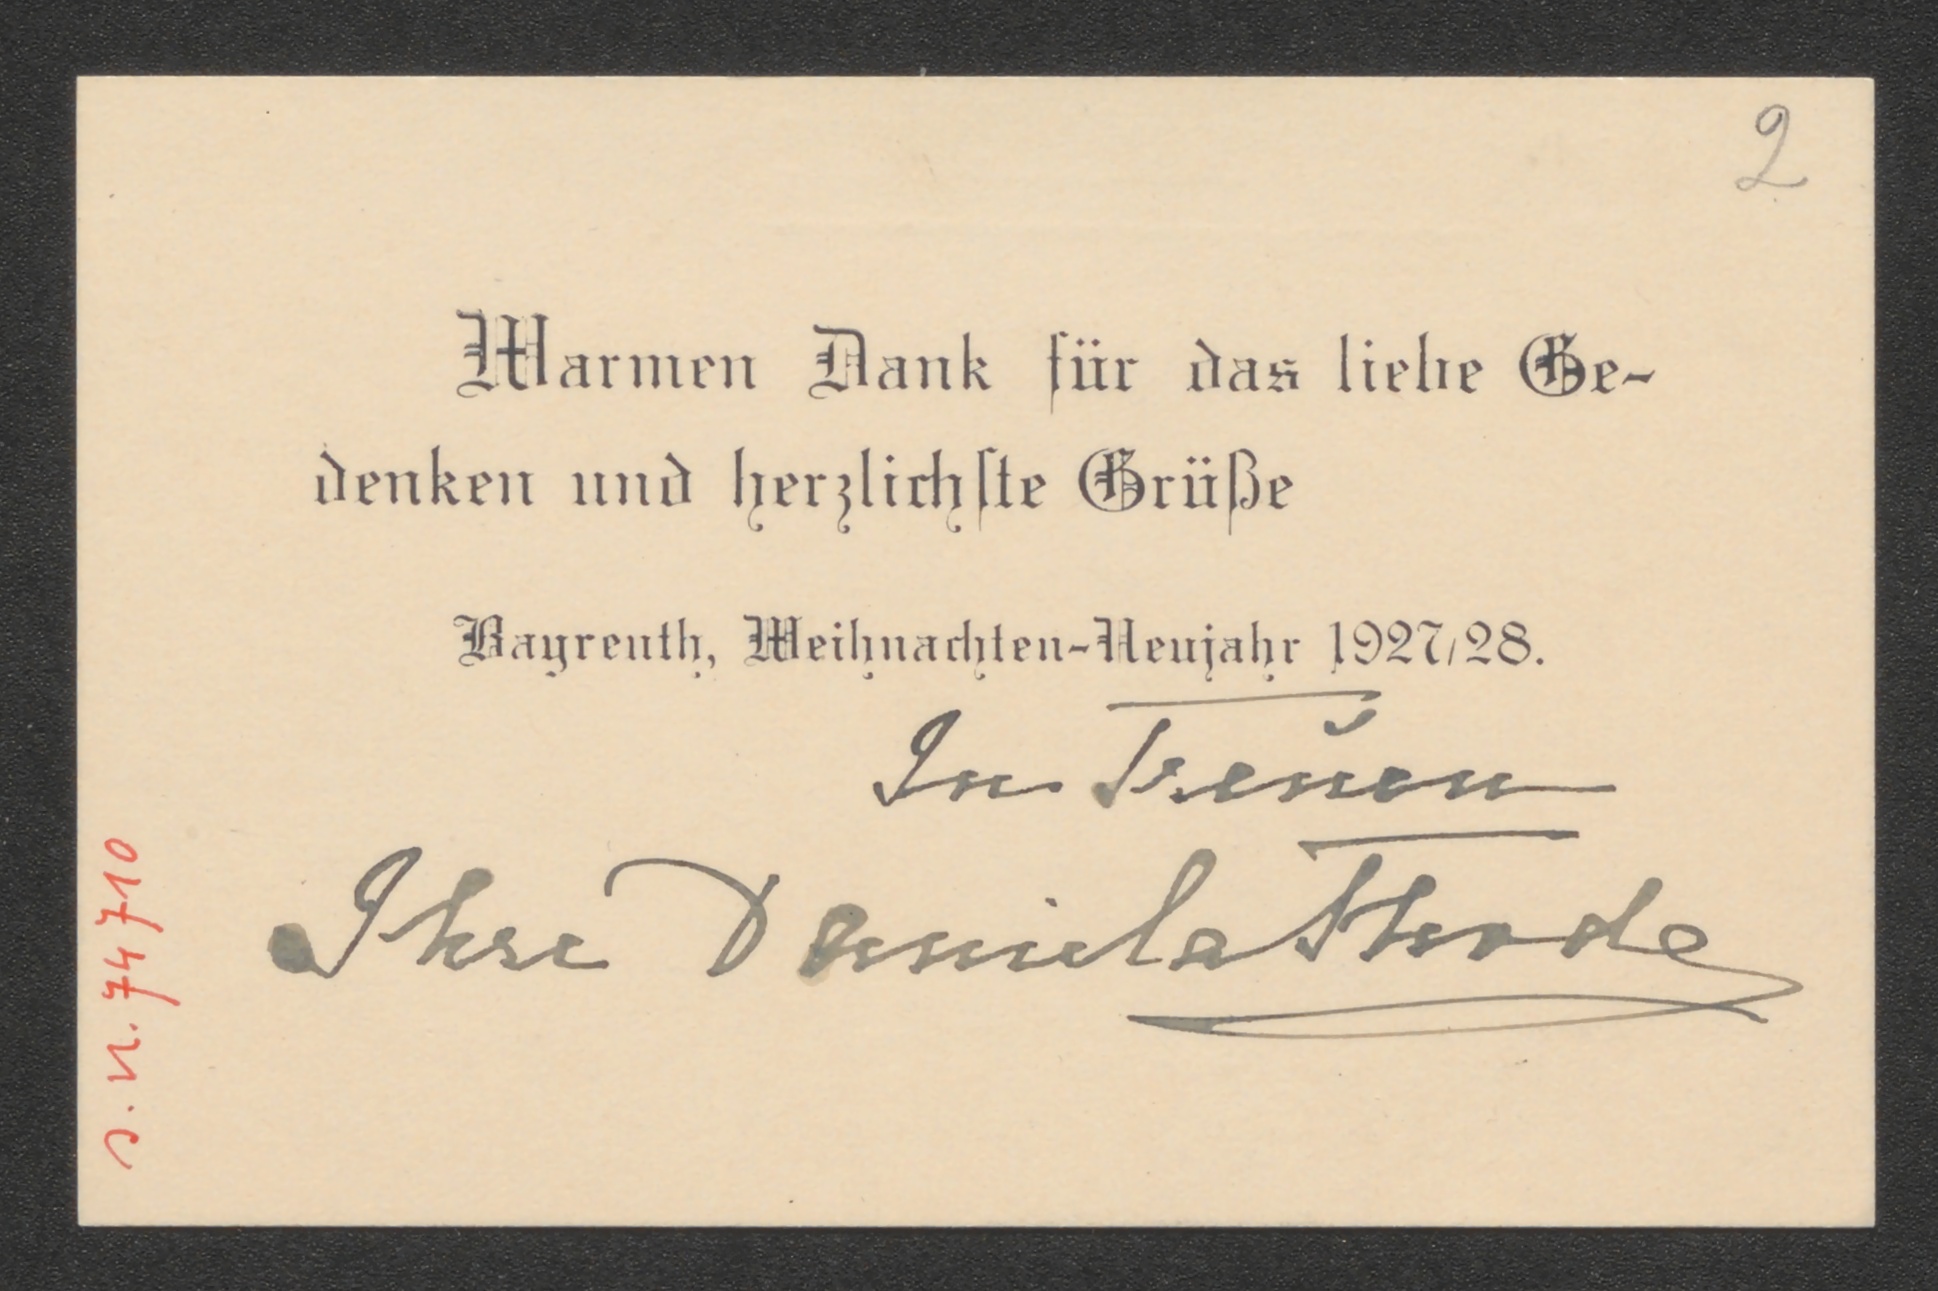 2
Warmen Dank für das liebe Ge-
denken und herzlichste Grüße
Bayreuth, Weihnachten-Neujahr 1927/28.
In Treuen
Ihre Daniela Thode
J. N. 74710